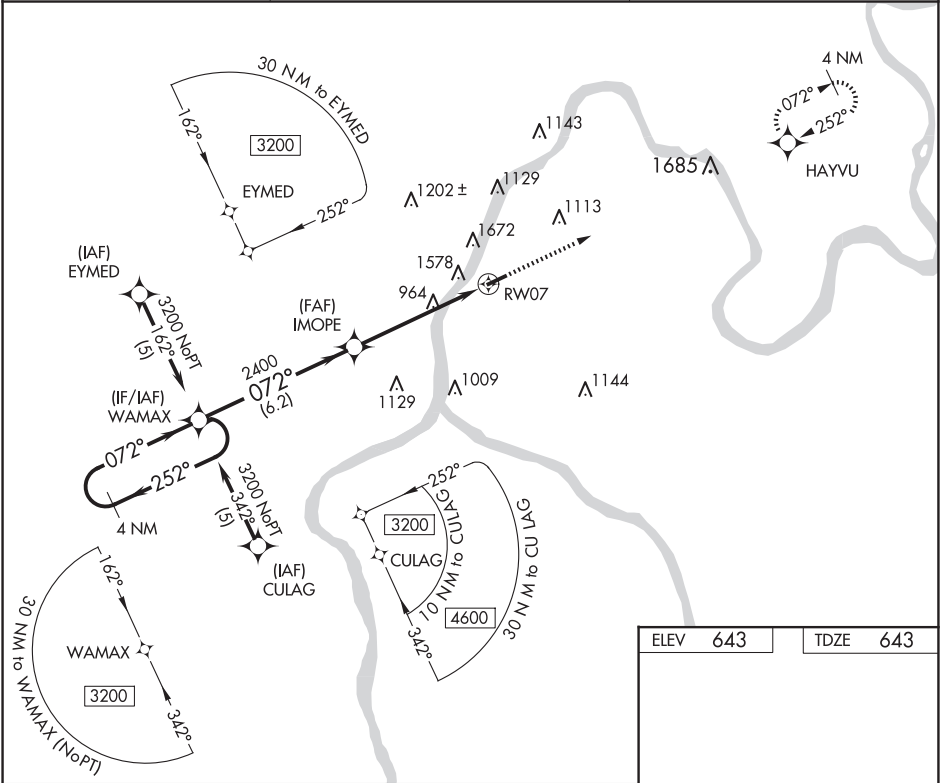 30 NM to EYMED
162°
3200
EYMED
252°
4 NM
072°
252°
HAYVU
1143
1685
1202 ±
1129
1113
1672
1578
964
RW07
(IAF)
EYMED
3200 NoPT
162°
(5)
(FAF)
IMOPE
2400
072°
(6.2)
(IF/IAF)
WAMAX
1129
1009
1144
072°
252°
4 NM
3200 NoPT
342°
(5)
(IAF)
CULAG
252°
3200
CULAG
10 NM to CULAG
4600
30 NM to CULAG
342°
162°
WAMAX
3200
30 NM to WAMAX (NoPT)
342°
ELEV 643
TDZE 643